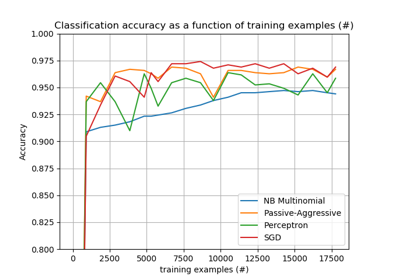 Classification accuracy as a function of training examples (#)
1.000
0.975
0.950
0.925
0.900
0.875
0.850
0.825
0.800
Accuracy
NB Multinomial
Passive-Aggressive
Perceptron
SGD
0 2500 5000 7500 10000 12500 15000 17500
training examples (#)